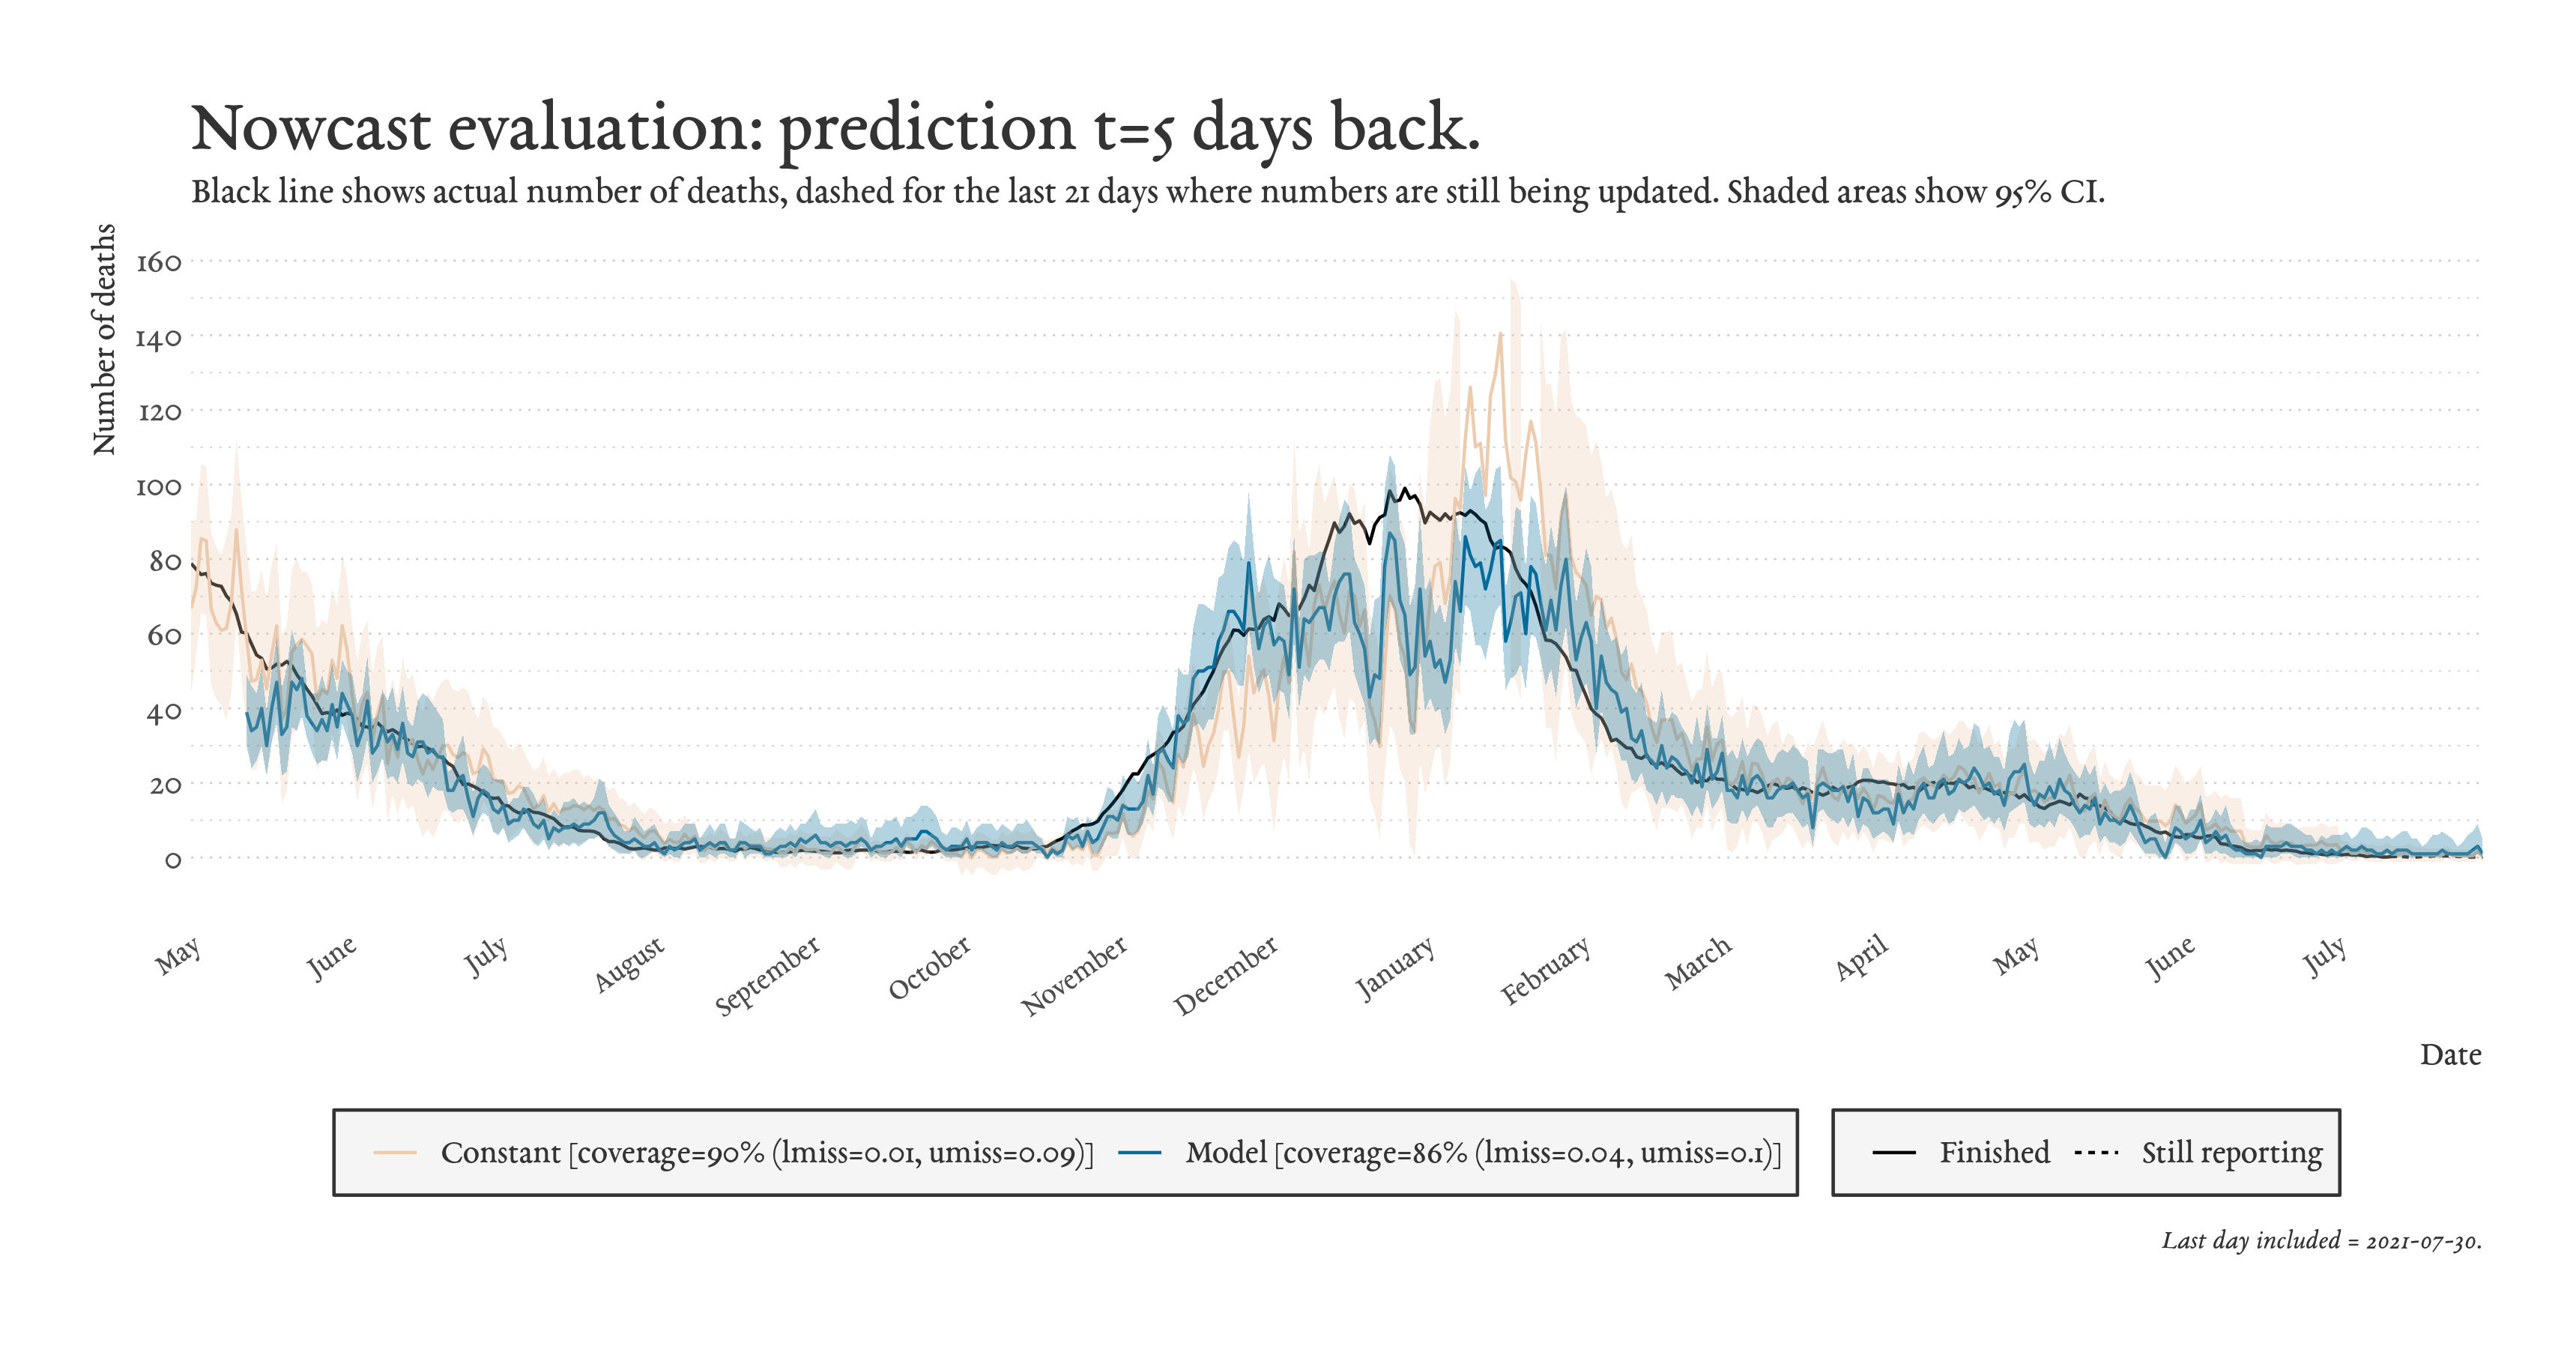 Nowcast evaluation: prediction t=5 days back.
Black line shows actual number of deaths, dashed for the last 21 days where numbers are still being updated. Shaded areas show 95% CI.
Number of deaths
160
140
120
100
80
60
40
20
0
May June July August September October November December January February March April May June July
Date
Constant [coverage=90% (lmiss=0.01, umiss=0.09)] Model [coverage=86% (lmiss=0.04, umiss=0.1)] Finished Still reporting
Last day included = 2021-07-30.